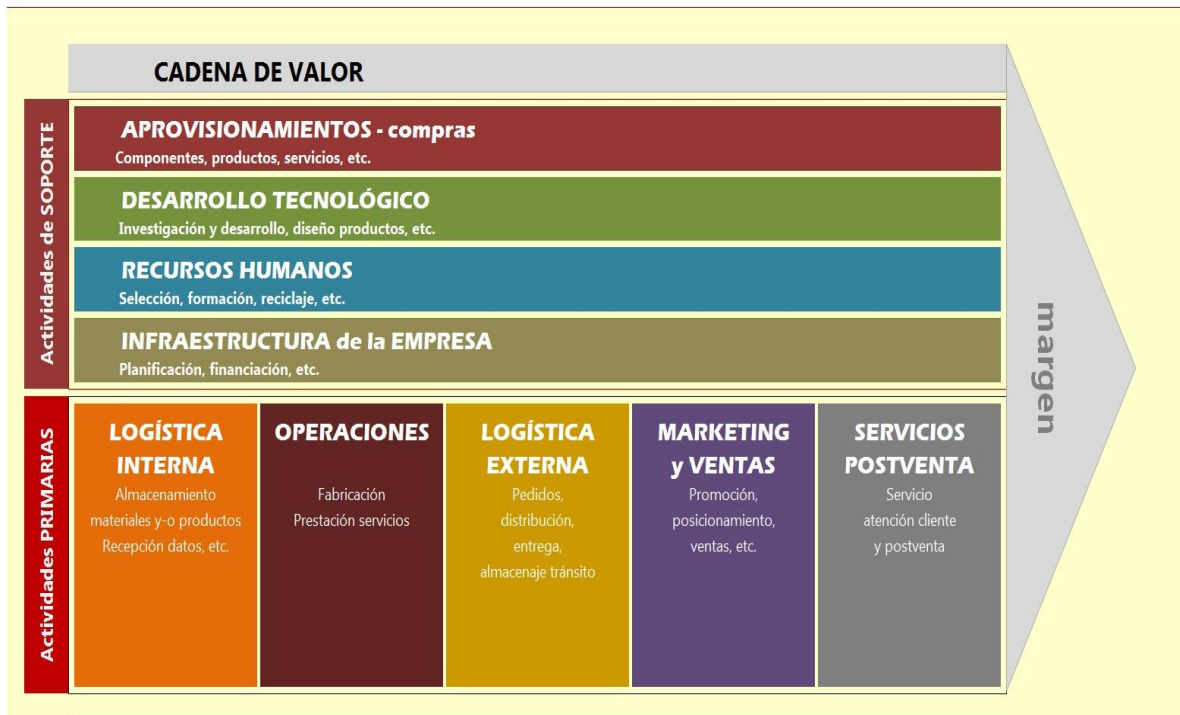 CADENA DE VALOR
Actividades de SOPORTE
APROVISIONAMIENTOS - compras
Componentes, productos, servicios, etc.
DESARROLLO TECNOLÓGICO
Investigación y desarrollo, diseño productos, etc.
RECURSOS HUMANOS
Selección, formación, reciclaje, etc.
INFRAESTRUCTURA de la EMPRESA
Planificación, financiación, etc.
Actividades PRIMARIAS
LOGÍSTICA
INTERNA
Almacenamiento
materiales y-o productos
Recepción datos, etc.
OPERACIONES
Fabricación
Prestación servicios
LOGÍSTICA
EXTERNA
Pedidos,
distribución,
entrega,
almacenaje tránsito
MARKETING
y VENTAS
Promoción,
posicionamiento,
ventas, etc.
SERVICIOS
POSTVENTA
Servicio
atención cliente
y postventa
margen